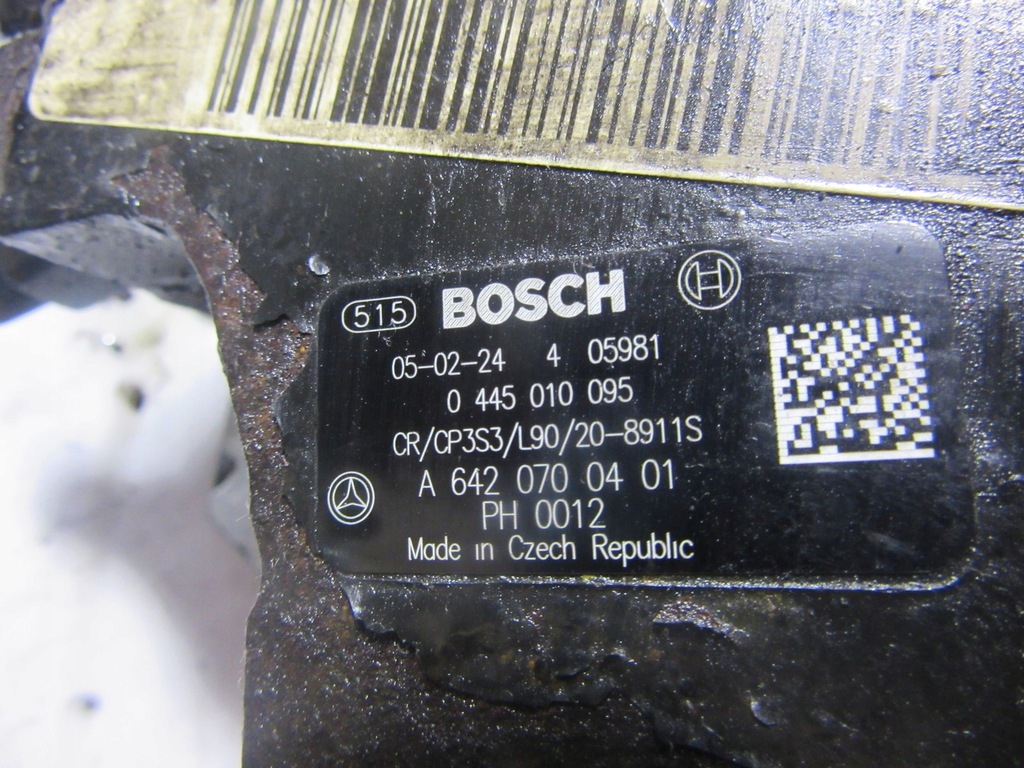 515 BOSCH
05-02-24 4 05981
0 445 010 095
CR/CP3S3/L90/20-8911S
A 642 070 04 01
PH 0012
Made in Czech Republic